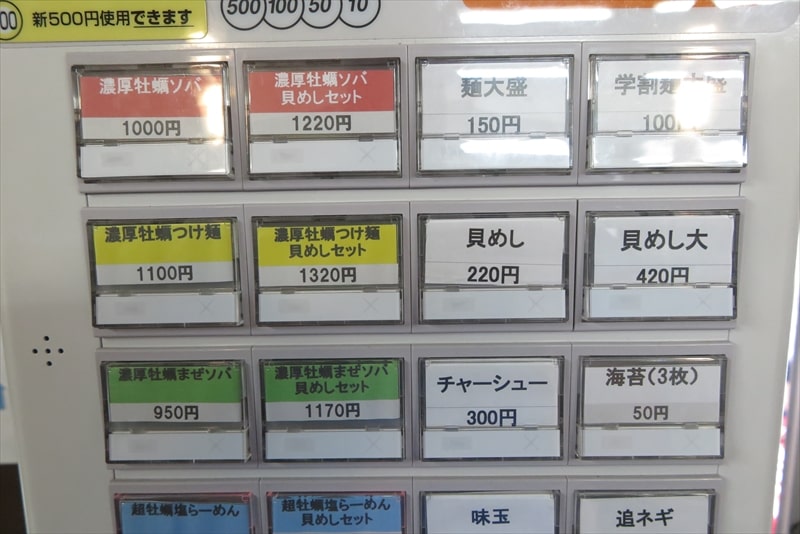 00 新500円使用できます
500 100 50 10
濃厚牡蠣ソバ
1000円
濃厚牡蠣ソバ
貝めしセット
1220円
麺大盛
150円
学割麺大盛
100円
濃厚牡蠣つけ麺
1100円
濃厚牡蠣つけ麺
貝めしセット
1320円
貝めし
220円
貝めし大
420円
濃厚牡蠣まぜソバ
950円
濃厚牡蠣まぜソバ
貝めしセット
1170円
チャーシュー
300円
海苔(3枚)
50円
超牡蠣塩らーめん
超牡蠣塩らーめん
貝めしセット
味玉
追ネギ